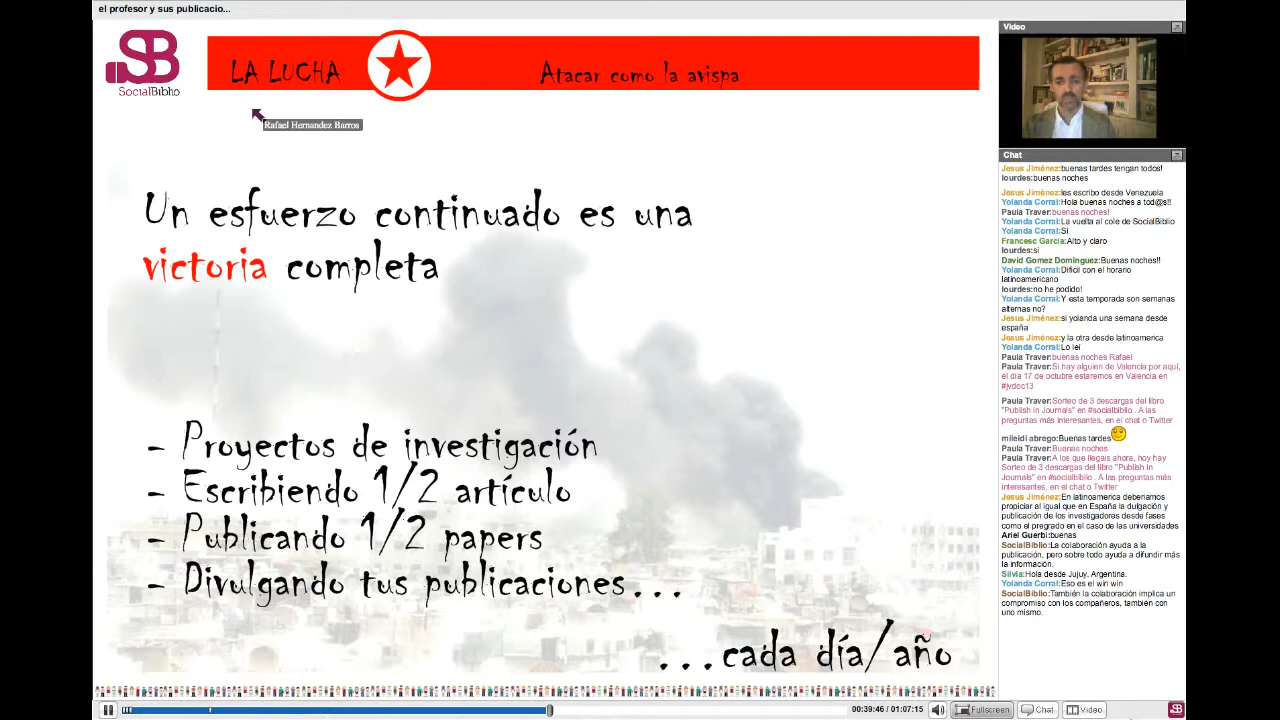 el profesor y sus publicacio...
SB
SocialBiblio
LA LUCHA
Atacar como la avispa
Rafael Hernandez Barros
Un esfuerzo continuado es una
victoria completa
- Proyectos de investigación
- Escribiendo 1/2 artículo
- Publicando 1/2 papers
- Divulgando tus publicaciones...
...cada día/año
Video
Chat
Jesus Jiménez:buenas tardes tengan todos!
lourdes:buenas noches
Jesus Jiménez:les escribo desde Venezuela
Yolanda Corral:Hola buenas noches a tod@s!!
Paula Traver:buenas noches!
Yolanda Corral:La vuelta al cole de SocialBiblio
Yolanda Corral:Sí
Francesc Garcia:Alto y claro
lourdes:si
David Gomez Dominguez:Buenas noches!!
Yolanda Corral:Difícil con el horario
latinoamericano
lourdes:no he podido!
Yolanda Corral:Y esta temporada son semanas
alternas no?
Jesus Jiménez:si yolanda una semana desde
españa
Jesus Jiménez:y la otra desde latinoamerica
Yolanda Corral:Lo leí
Paula Traver:buenas noches Rafael
Paula Traver:Si hay alguien de Valencia por aquí,
el día 17 de octubre estaremos en Valencia en
#jvdoc13
Paula Traver:Sorteo de 3 descargas del libro
"Publish in Journals" en #socialbiblio . A las
preguntas más interesantes, en el chat o Twitter
mileidi abrego:Buenas tardes
Paula Traver:Buenas noches
Paula Traver:A los que llegais ahora, hoy hay
Sorteo de 3 descargas del libro "Publish in
Journals" en #socialbiblio. A las preguntas más
interesantes, en el chat o Twitter
Jesus Jiménez:En latinoamerica deberiamos
propiciar al igual que en España la dulgación y
publicación de los investigadores desde fases
como el pregrado en el caso de las universidades
Ariel Guerbi:buenas
SocialBiblio:La colaboración ayuda a la
publicación, pero sobre todo ayuda a difundir más
la información.
Silvia:Hola desde Jujuy, Argentina.
Yolanda Corral:Eso es el win win
SocialBiblio:También la colaboración implica un
compromiso con los compañeros, también con
uno mismo.
00:39:46 / 01:07:15
Fullscreen
Chat
Video